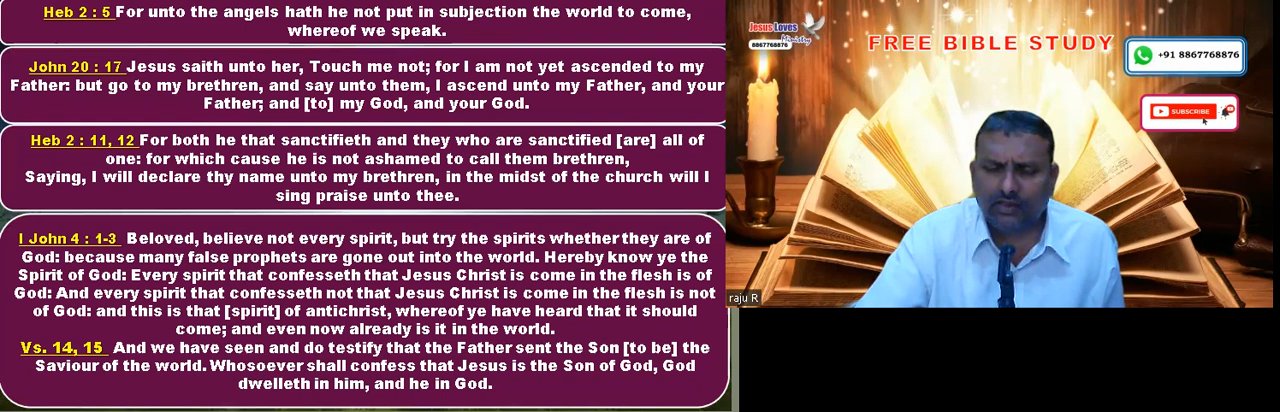 Heb 2 : 5 For unto the angels hath he not put in subjection the world to come,
whereof we speak.
John 20 : 17 Jesus saith unto her, Touch me not; for I am not yet ascended to my
Father: but go to my brethren, and say unto them, I ascend unto my Father, and your
Father; and [to] my God, and your God.
Heb 2 : 11, 12 For both he that sanctifieth and they who are sanctified [are] all of
one: for which cause he is not ashamed to call them brethren,
Saying, I will declare thy name unto my brethren, in the midst of the church will I
sing praise unto thee.
I John 4 : 1-3 Beloved, believe not every spirit, but try the spirits whether they are of
God: because many false prophets are gone out into the world. Hereby know ye the
Spirit of God: Every spirit that confesseth that Jesus Christ is come in the flesh is of
God: And every spirit that confesseth not that Jesus Christ is come in the flesh is not
of God: and this is that [spirit] of antichrist, whereof ye have heard that it should
come; and even now already is it in the world.
Vs. 14, 15 And we have seen and do testify that the Father sent the Son [to be] the
Saviour of the world. Whosoever shall confess that Jesus is the Son of God, God
dwelleth in him, and he in God.
Jesus Loves
Ministry
8867768876
FREE BIBLE STUDY
+91 8867768876
SUBSCRIBE
raju R